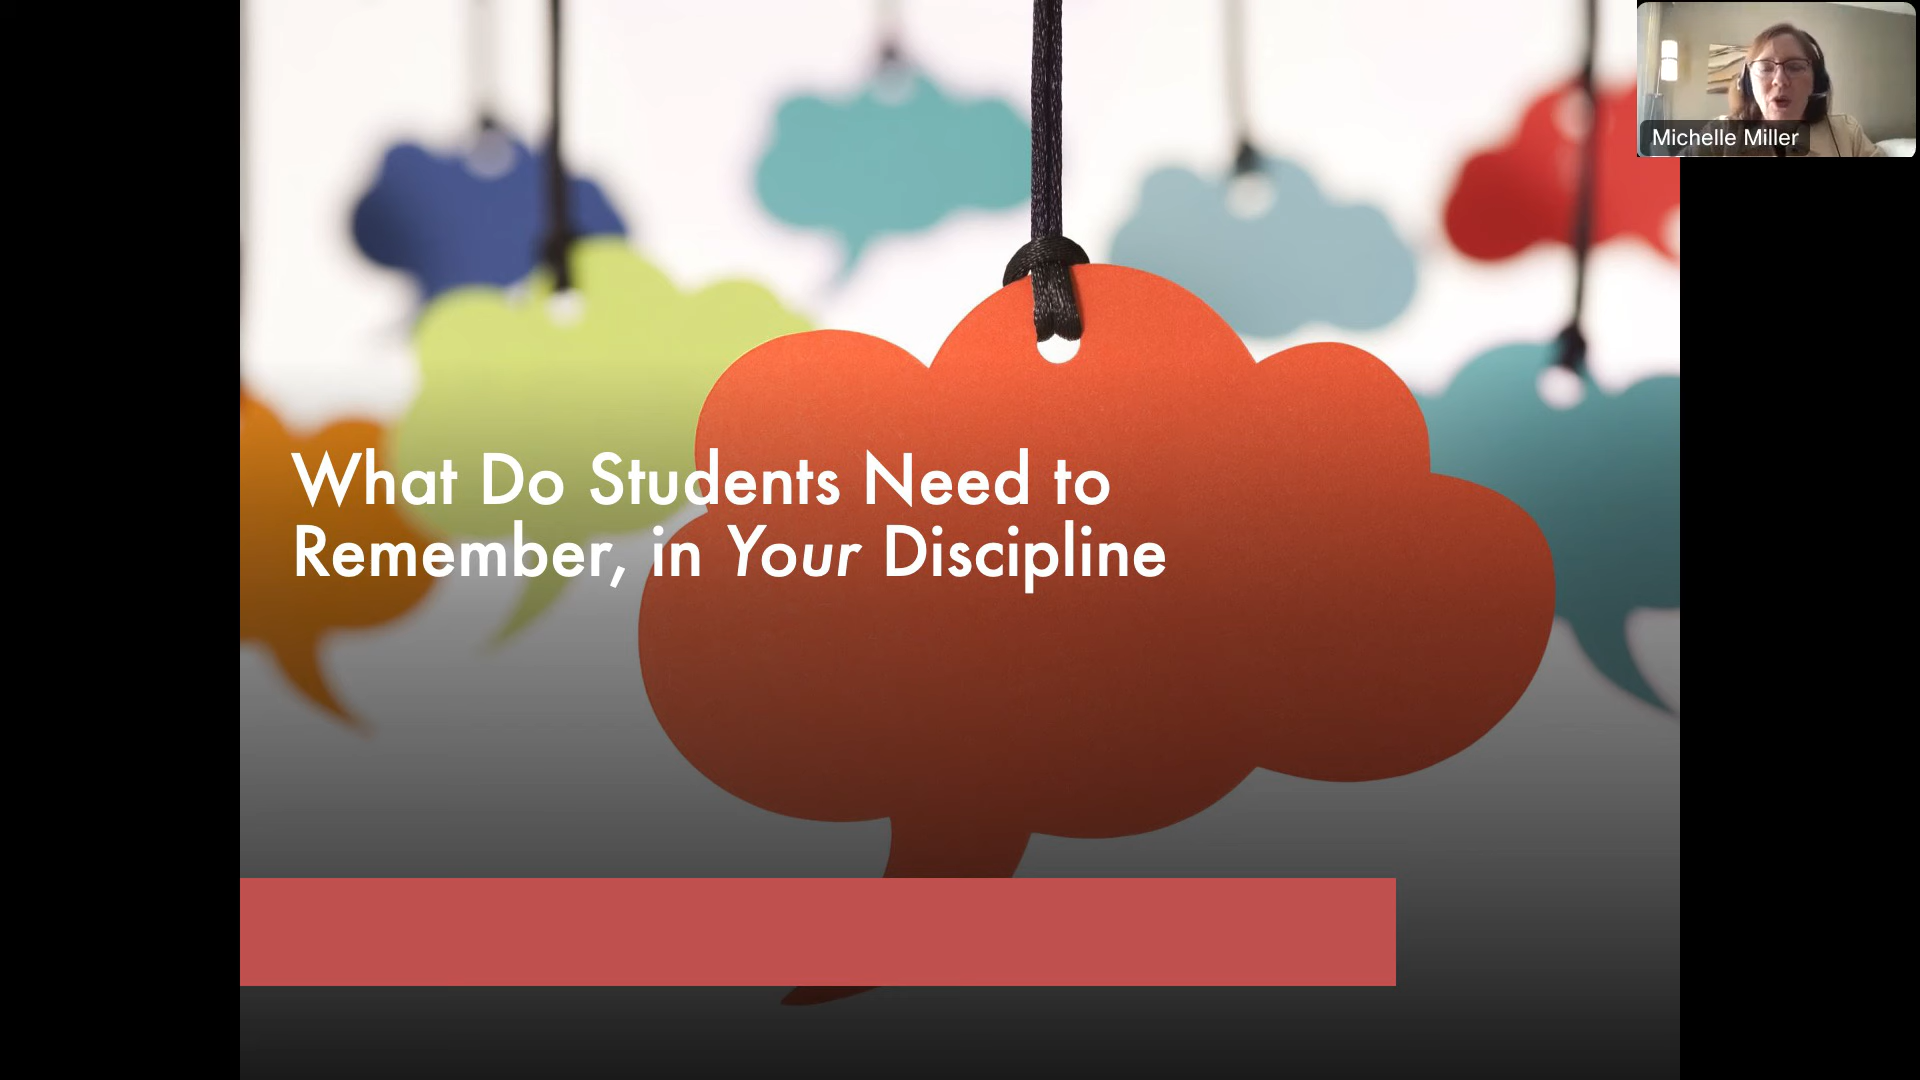 Michelle Miller
What Do Students Need to
Remember, in Your Discipline